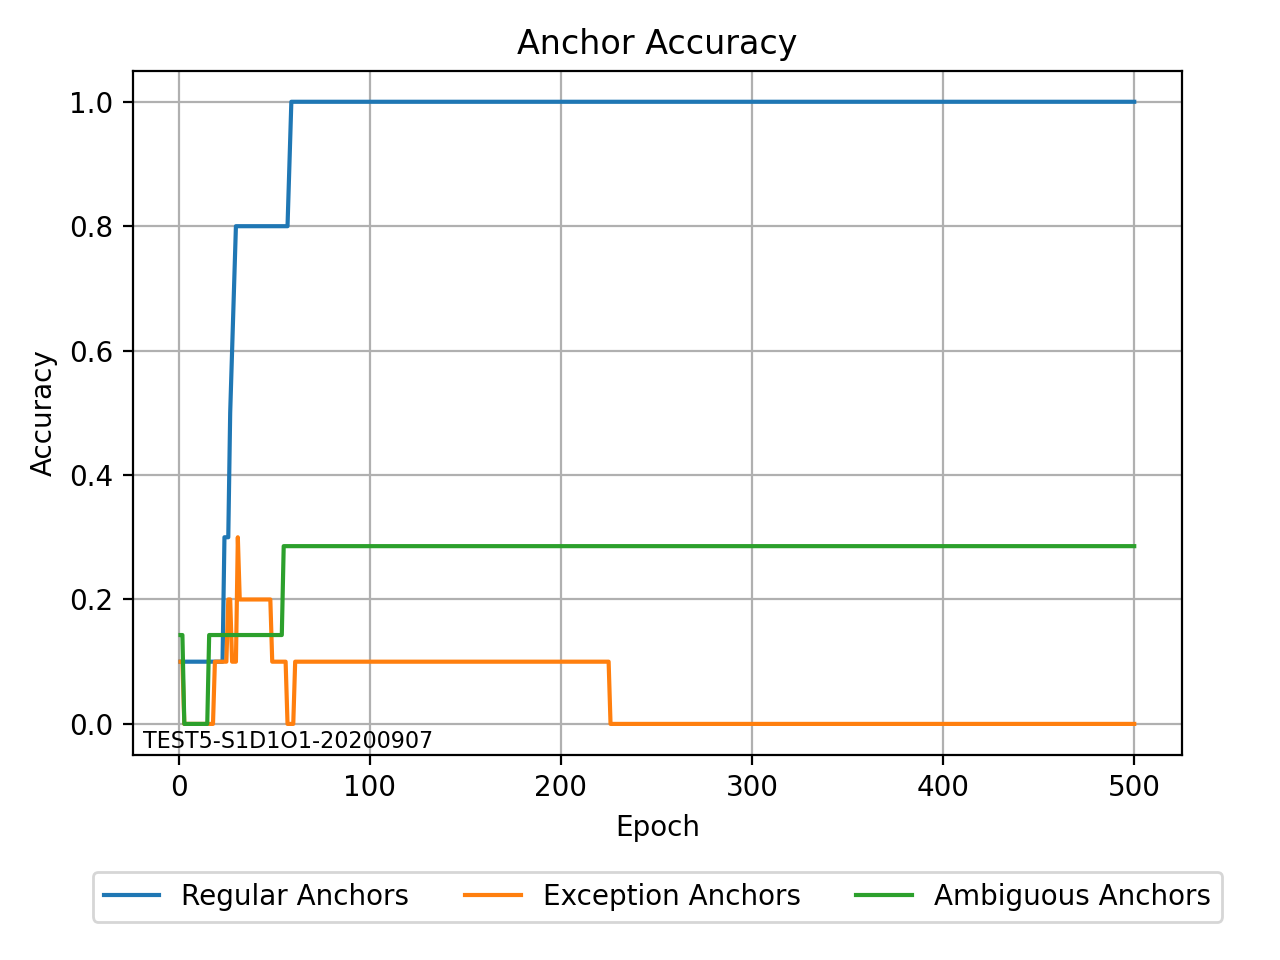 Anchor Accuracy
1.0
0.8
0.6
0.4
0.2
0.0
Accuracy
TEST5-S1D1O1-20200907
0 100 200 300 400 500
Epoch
Regular Anchors Exception Anchors Ambiguous Anchors